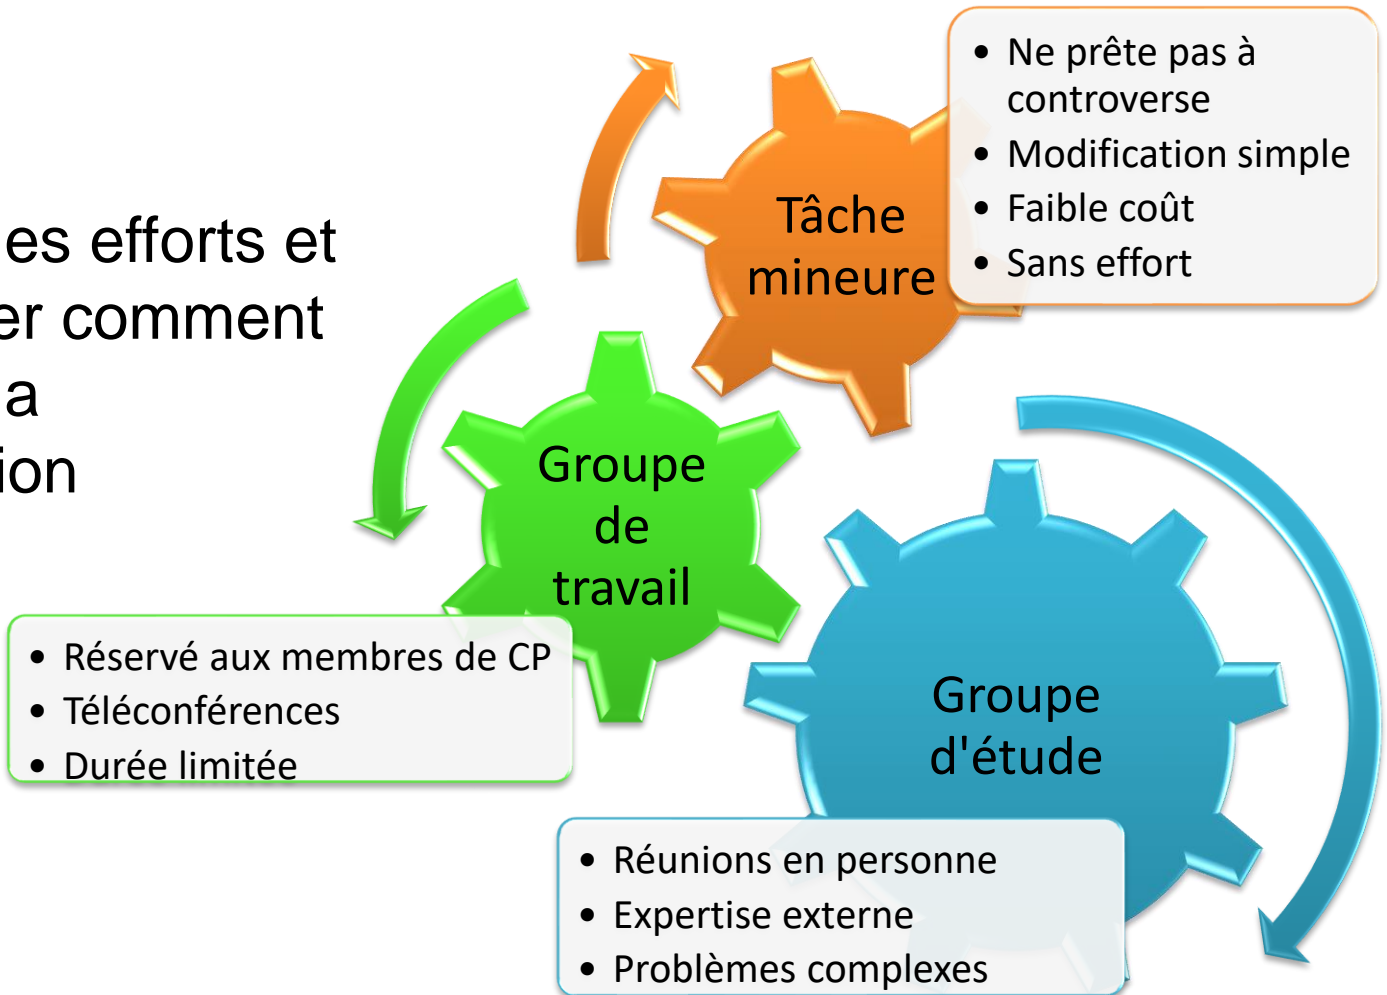 es efforts et
er comment
a
ion
Tâche
mineure
• Ne prête pas à
controverse
• Modification simple
• Faible coût
• Sans effort
Groupe
de
travail
• Réservé aux membres de CP
• Téléconférences
• Durée limitée
Groupe
d'étude
• Réunions en personne
• Expertise externe
• Problèmes complexes